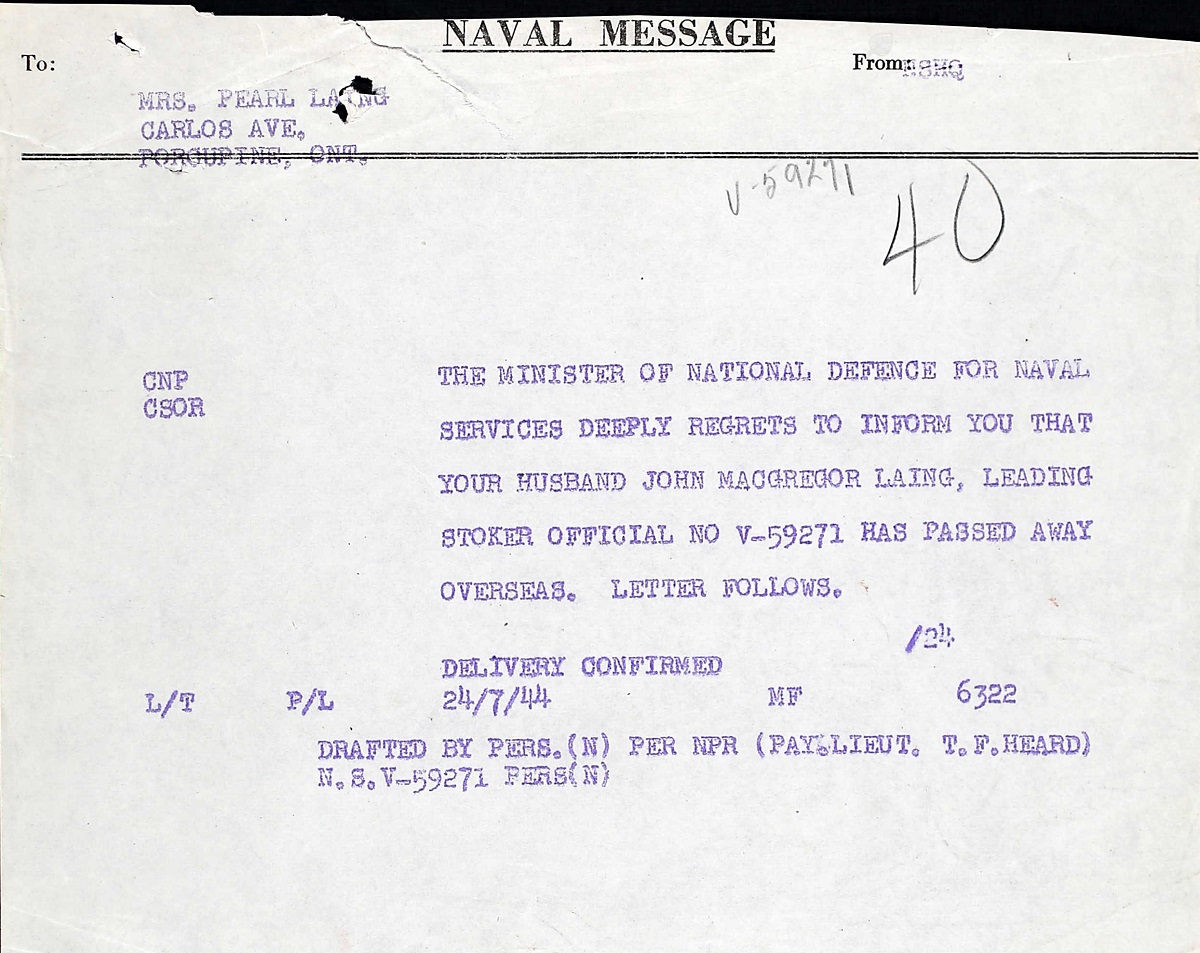 NAVAL MESSAGE
To:
From: NSHQ
MRS. PEARL LAING
CARLOS AVE.
PORCUPINE, ONT.
V-59271
40
CNP
CSOR
THE MINISTER OF NATIONAL DEFENCE FOR NAVAL
SERVICES DEEPLY REGRETS TO INFORM YOU THAT
YOUR HUSBAND JOHN MACGREGOR LAING, LEADING
STOKER OFFICIAL NO V-59271 HAS PASSED AWAY
OVERSEAS. LETTER FOLLOWS.
/24
DELIVERY CONFIRMED
L/T P/L 24/7/44 MF 6322
DRAFTED BY PERS.(N) PER NPR (PAY.LIEUT. T.F.HEARD)
N.S.V-59271 PERS(N)